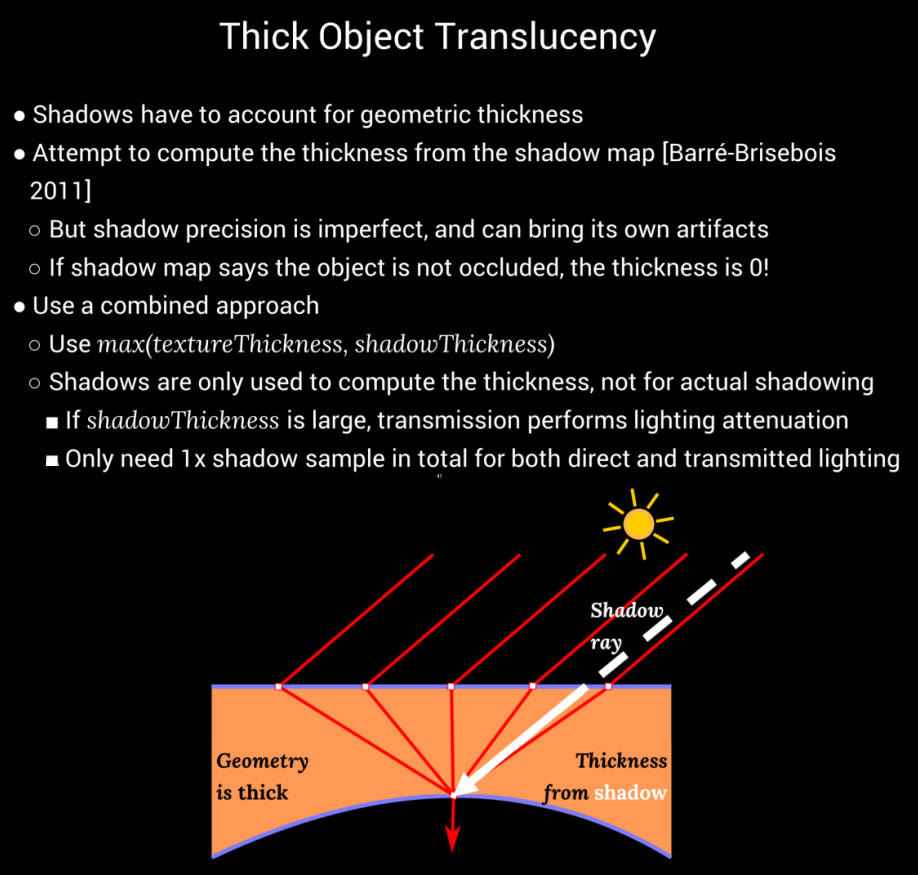 Thick Object Translucency
● Shadows have to account for geometric thickness
● Attempt to compute the thickness from the shadow map [Barré-Brisebois
2011]
○ But shadow precision is imperfect, and can bring its own artifacts
○ If shadow map says the object is not occluded, the thickness is 0!
● Use a combined approach
○ Use max(textureThickness, shadowThickness)
○ Shadows are only used to compute the thickness, not for actual shadowing
■ If shadowThickness is large, transmission performs lighting attenuation
■ Only need 1x shadow sample in total for both direct and transmitted lighting
Shadow
ray
Geometry
is thick
Thickness
from shadow